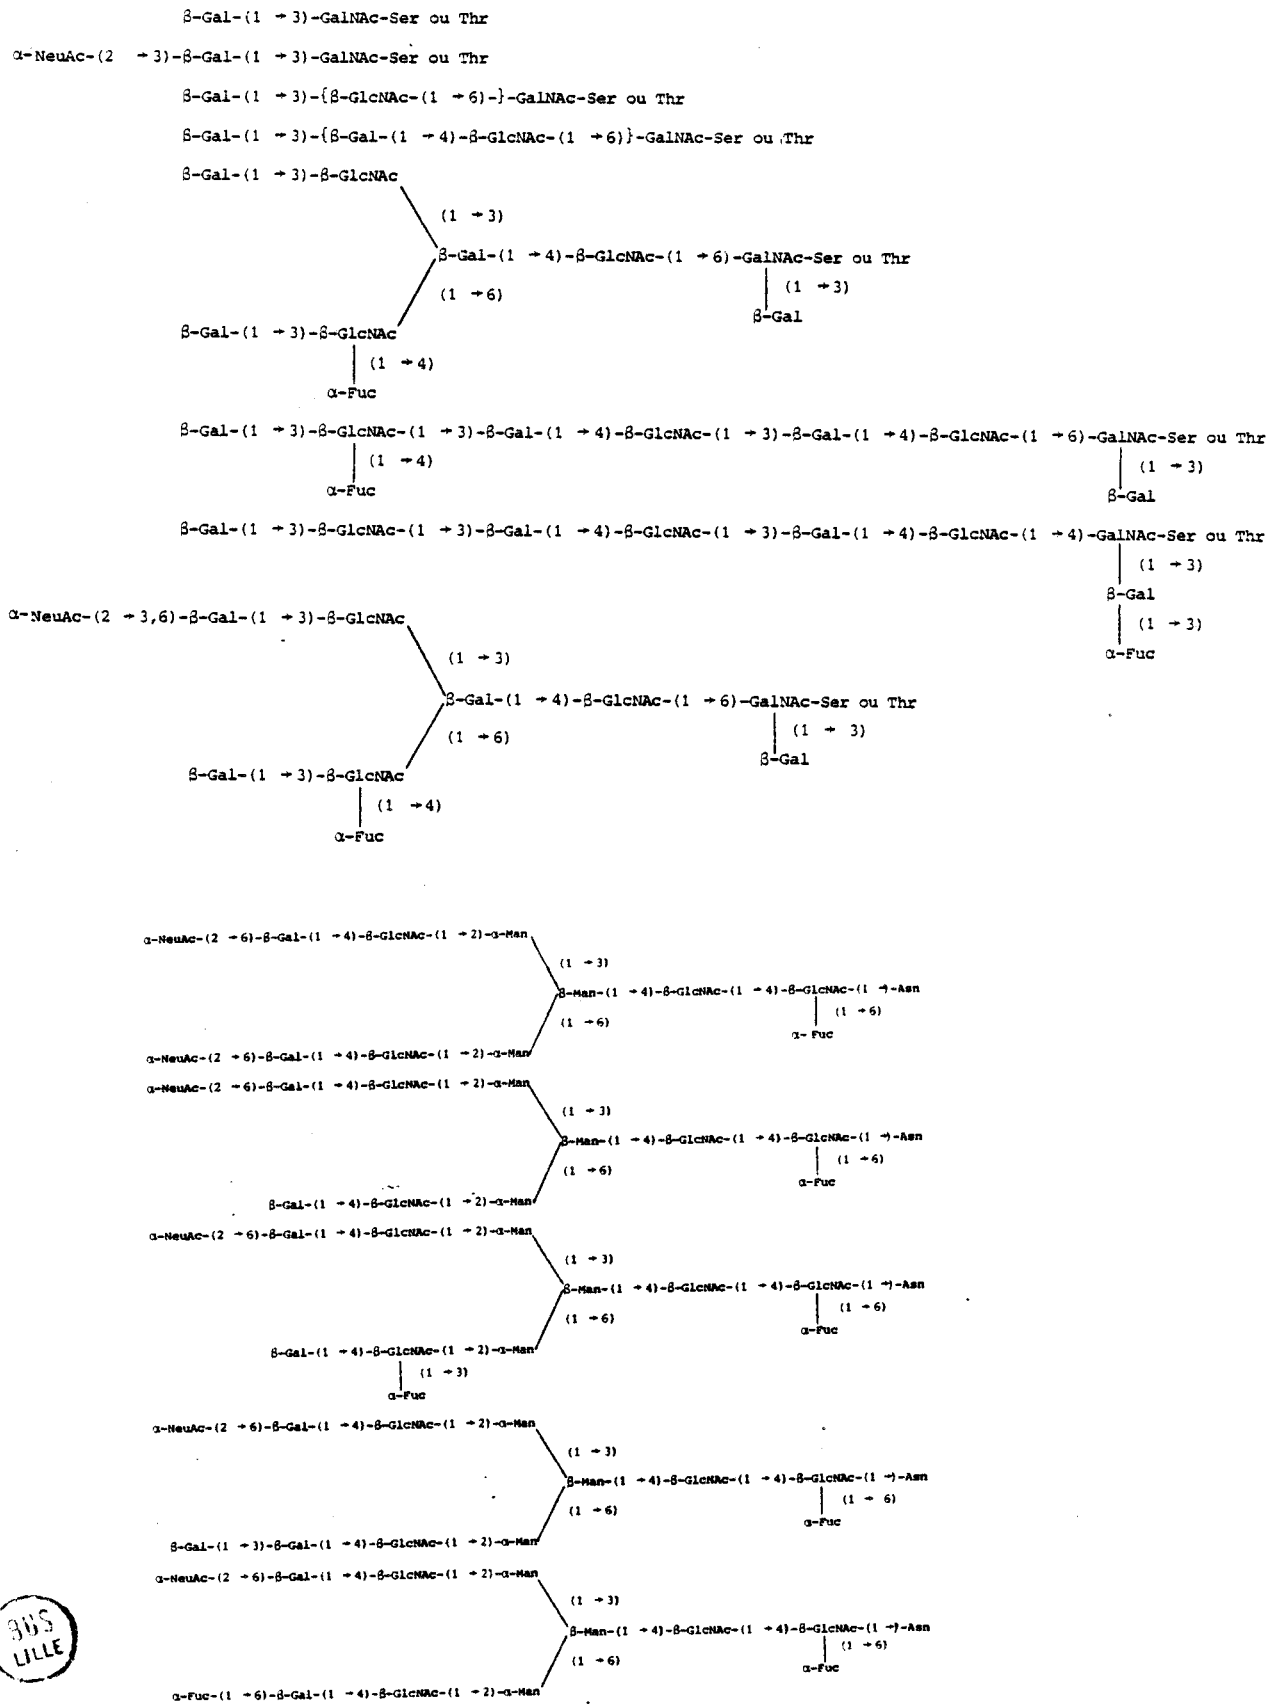 β-Gal-(1 → 3)-GalNAc-Ser ou Thr
α-NeuAc-(2 → 3)-β-Gal-(1 → 3)-GalNAc-Ser ou Thr
β-Gal-(1 → 3)-{β-GlcNAc-(1 → 6)-}-GalNAc-Ser ou Thr
β-Gal-(1 → 3)-{β-Gal-(1 → 4)-β-GlcNAc-(1 → 6)}-GalNAc-Ser ou Thr
β-Gal-(1 → 3)-β-GlcNAc
(1 → 3)
β-Gal-(1 → 4)-β-GlcNAc-(1 → 6)-GalNAc-Ser ou Thr
(1 → 6) (1 → 3)
β-Gal
β-Gal-(1 → 3)-β-GlcNAc
(1 → 4)
α-Fuc
β-Gal-(1 → 3)-β-GlcNAc-(1 → 3)-β-Gal-(1 → 4)-β-GlcNAc-(1 → 3)-β-Gal-(1 → 4)-β-GlcNAc-(1 → 6)-GalNAc-Ser ou Thr
(1 → 4) (1 → 3)
α-Fuc β-Gal
β-Gal-(1 → 3)-β-GlcNAc-(1 → 3)-β-Gal-(1 → 4)-β-GlcNAc-(1 → 3)-β-Gal-(1 → 4)-β-GlcNAc-(1 → 4)-GalNAc-Ser ou Thr
(1 → 3)
β-Gal
(1 → 3)
α-Fuc
α-NeuAc-(2 → 3,6)-β-Gal-(1 → 3)-β-GlcNAc
(1 → 3)
β-Gal-(1 → 4)-β-GlcNAc-(1 → 6)-GalNAc-Ser ou Thr
(1 → 6) (1 → 3)
β-Gal
β-Gal-(1 → 3)-β-GlcNAc
(1 → 4)
α-Fuc
α-NeuAc-(2 → 6)-β-Gal-(1 → 4)-β-GlcNAc-(1 → 2)-α-Man
(1 → 3)
β-Man-(1 → 4)-β-GlcNAc-(1 → 4)-β-GlcNAc-(1 →)-Asn
(1 → 6) (1 → 6)
α-Fuc
α-NeuAc-(2 → 6)-β-Gal-(1 → 4)-β-GlcNAc-(1 → 2)-α-Man
α-NeuAc-(2 → 6)-β-Gal-(1 → 4)-β-GlcNAc-(1 → 2)-α-Man
(1 → 3)
β-Man-(1 → 4)-β-GlcNAc-(1 → 4)-β-GlcNAc-(1 →)-Asn
(1 → 6) (1 → 6)
α-Fuc
β-Gal-(1 → 4)-β-GlcNAc-(1 → 2)-α-Man
α-NeuAc-(2 → 6)-β-Gal-(1 → 4)-β-GlcNAc-(1 → 2)-α-Man
(1 → 3)
β-Man-(1 → 4)-β-GlcNAc-(1 → 4)-β-GlcNAc-(1 →)-Asn
(1 → 6) (1 → 6)
α-Fuc
β-Gal-(1 → 4)-β-GlcNAc-(1 → 2)-α-Man
(1 → 3)
α-Fuc
α-NeuAc-(2 → 6)-β-Gal-(1 → 4)-β-GlcNAc-(1 → 2)-α-Man
(1 → 3)
β-Man-(1 → 4)-β-GlcNAc-(1 → 4)-β-GlcNAc-(1 →)-Asn
(1 → 6) (1 → 6)
α-Fuc
β-Gal-(1 → 3)-β-Gal-(1 → 4)-β-GlcNAc-(1 → 2)-α-Man
α-NeuAc-(2 → 6)-β-Gal-(1 → 4)-β-GlcNAc-(1 → 2)-α-Man
(1 → 3)
β-Man-(1 → 4)-β-GlcNAc-(1 → 4)-β-GlcNAc-(1 →)-Asn
(1 → 6) (1 → 6)
α-Fuc
α-Fuc-(1 → 6)-β-Gal-(1 → 4)-β-GlcNAc-(1 → 2)-α-Man
BUS
LILLE